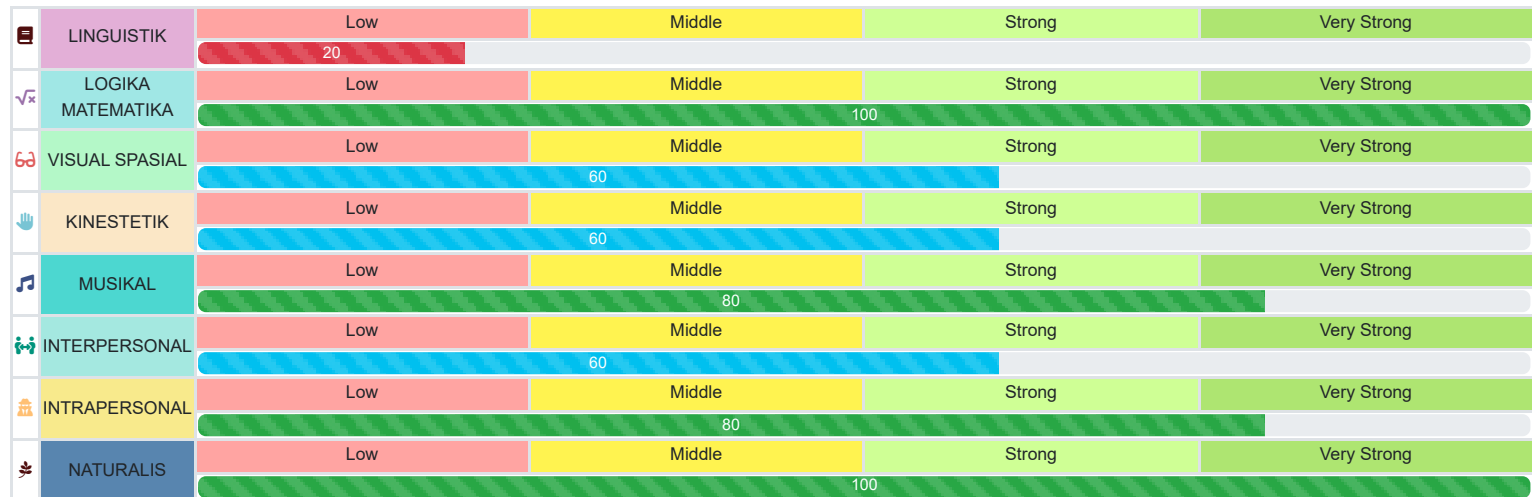 LINGUISTIK
Low Middle Strong Very Strong
20
LOGIKA
MATEMATIKA
Low Middle Strong Very Strong
100
VISUAL SPASIAL
Low Middle Strong Very Strong
60
KINESTETIK
Low Middle Strong Very Strong
60
MUSIKAL
Low Middle Strong Very Strong
80
INTERPERSONAL
Low Middle Strong Very Strong
60
INTRAPERSONAL
Low Middle Strong Very Strong
80
NATURALIS
Low Middle Strong Very Strong
100